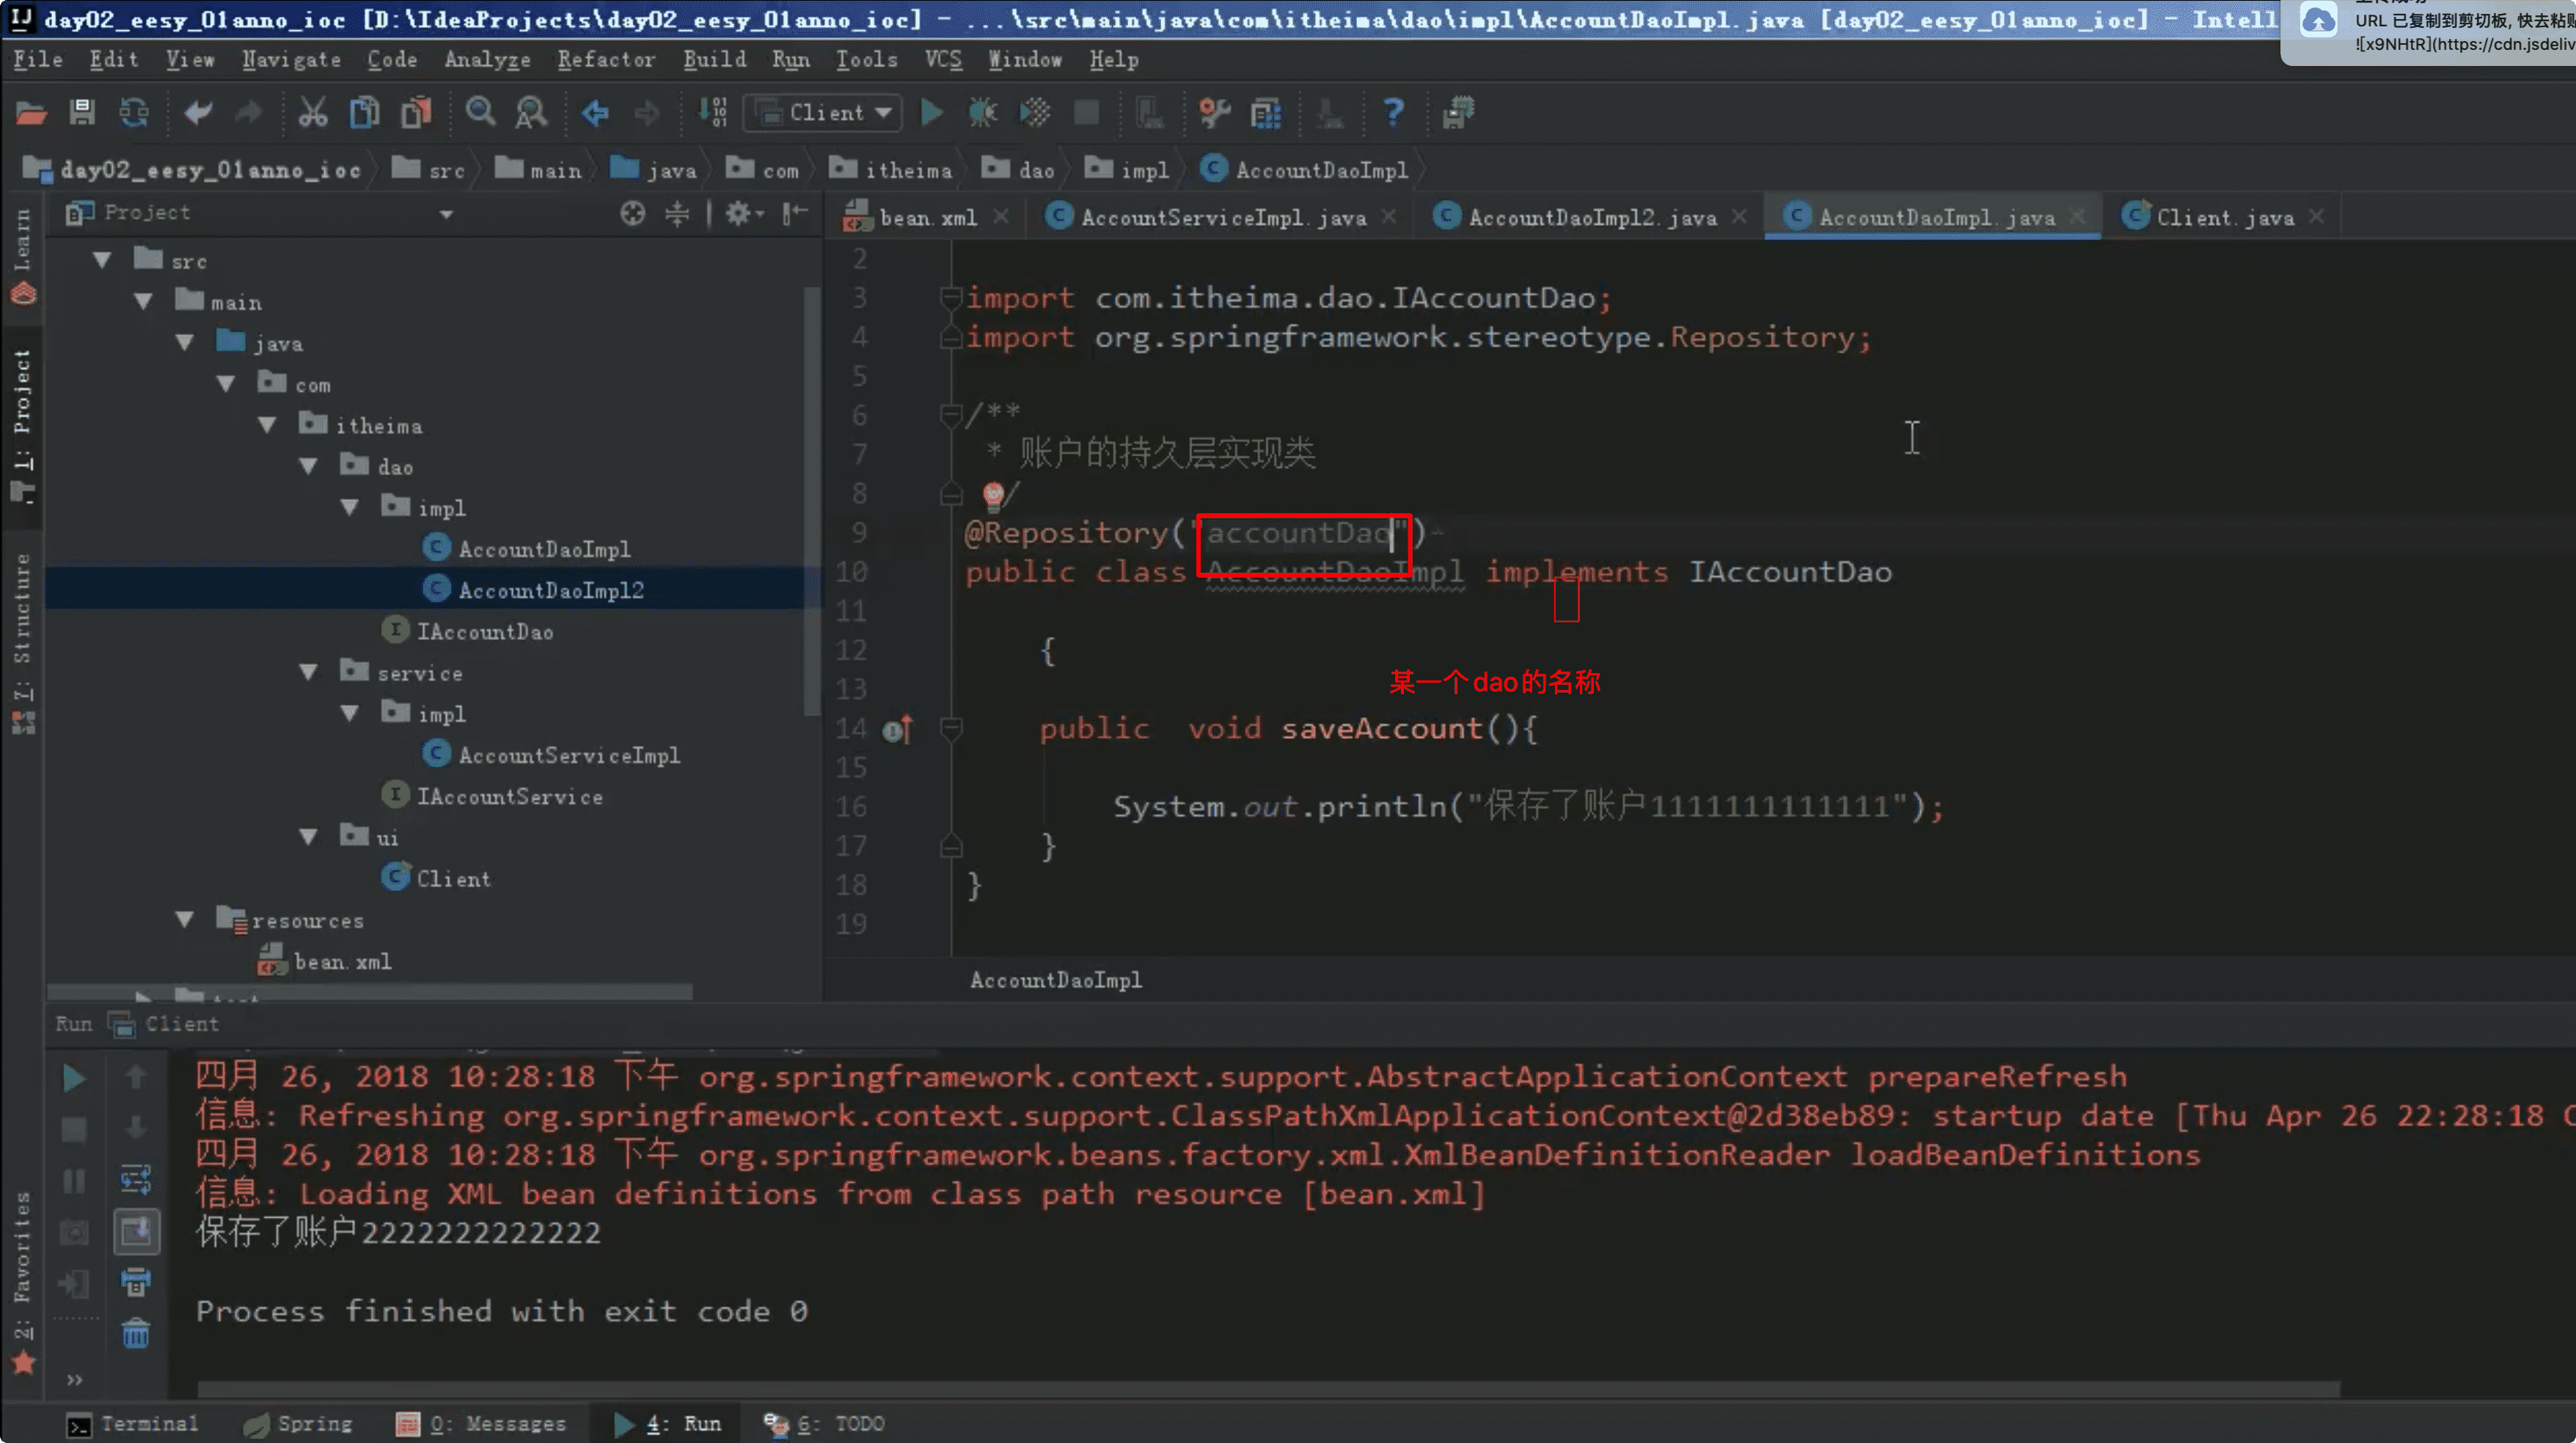 day02_eesy_01anno_ioc [D:\IdeaProjects\day02_eesy_01anno_ioc] - ...\src\main\java\com\itheima\dao\impl\AccountDaoImpl.java [day02_eesy_01anno_ioc] - Intell
URL 已复制到剪切板, 快去粘贴
![x9NHtR](https://cdn.jsdeliv
File Edit View Navigate Code Analyze Refactor Build Run Tools VCS Window Help
Client
day02_eesy_01anno_ioc src main java com itheima dao impl AccountDaoImpl
Project
bean.xml AccountServiceImpl.java AccountDaoImpl2.java AccountDaoImpl.java Client.java
Learn
1: Project
7: Structure
2: Favorites
src
main
java
com
itheima
dao
impl
AccountDaoImpl
AccountDaoImpl2
IAccountDao
service
impl
AccountServiceImpl
IAccountService
ui
Client
resources
bean.xml
2
3 import com.itheima.dao.IAccountDao;
4 import org.springframework.stereotype.Repository;
5
6 /**
7 * 账户的持久层实现类
8 */
9 @Repository("accountDao")
10 public class AccountDaoImpl implements IAccountDao
11
12 {
13
某一个dao的名称
14 public void saveAccount(){
15
16 System.out.println("保存了账户1111111111111");
17 }
18 }
19
AccountDaoImpl
Run Client
四月 26, 2018 10:28:18 下午 org.springframework.context.support.AbstractApplicationContext prepareRefresh
信息: Refreshing org.springframework.context.support.ClassPathXmlApplicationContext@2d38eb89: startup date [Thu Apr 26 22:28:18 C
四月 26, 2018 10:28:18 下午 org.springframework.beans.factory.xml.XmlBeanDefinitionReader loadBeanDefinitions
信息: Loading XML bean definitions from class path resource [bean.xml]
保存了账户2222222222222
Process finished with exit code 0
Terminal Spring 0: Messages 4: Run 6: TODO